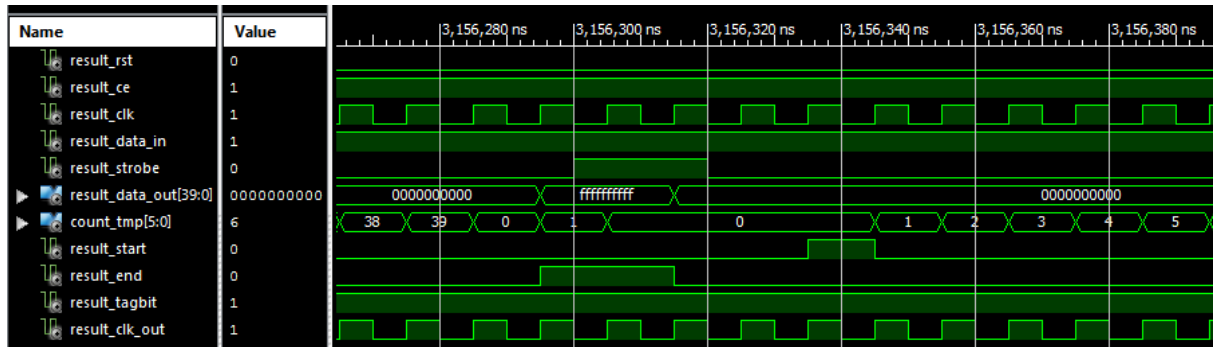 Name Value 3,156,280 ns 3,156,300 ns 3,156,320 ns 3,156,340 ns 3,156,360 ns 3,156,380 ns
result_rst 0
result_ce 1
result_clk 1
result_data_in 1
result_strobe 0
result_data_out[39:0] 0000000000 0000000000 ffffffffff 0000000000
count_tmp[5:0] 6 38 39 0 1 0 1 2 3 4 5
result_start 0
result_end 0
result_tagbit 1
result_clk_out 1